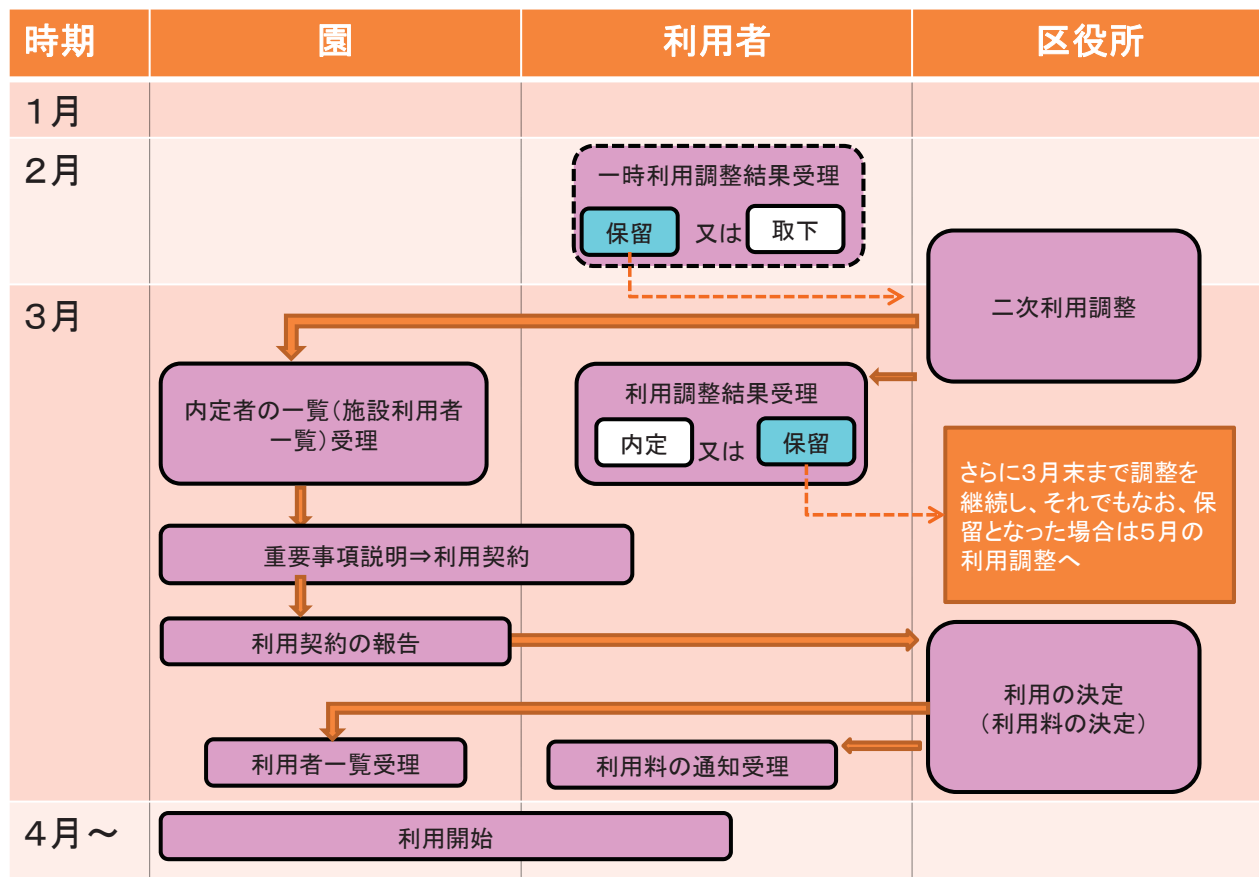 時期 園 利用者 区役所
１月
２月
一時利用調整結果受理
保留 又は 取下
二次利用調整
３月
内定者の一覧（施設利用者
一覧）受理
利用調整結果受理
内定 又は 保留
さらに３月末まで調整を
継続し、それでもなお、保
留となった場合は５月の
利用調整へ
重要事項説明⇒利用契約
利用契約の報告
利用の決定
（利用料の決定）
利用者一覧受理
利用料の通知受理
４月～
利用開始